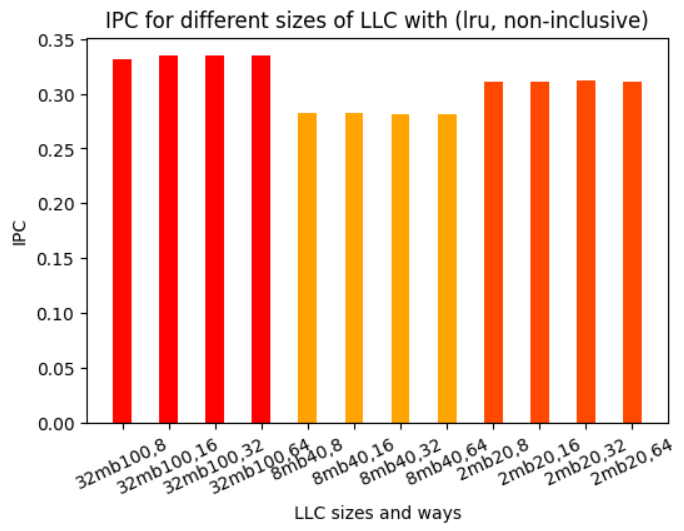 IPC for different sizes of LLC with (lru, non-inclusive)
0.35
0.30
0.25
0.20
0.15
0.10
0.05
0.00
IPC
32mb100,8
32mb100,16
32mb100,32
32mb100,64
8mb40,8
8mb40,16
8mb40,32
8mb40,64
2mb20,8
2mb20,16
2mb20,32
2mb20,64
LLC sizes and ways